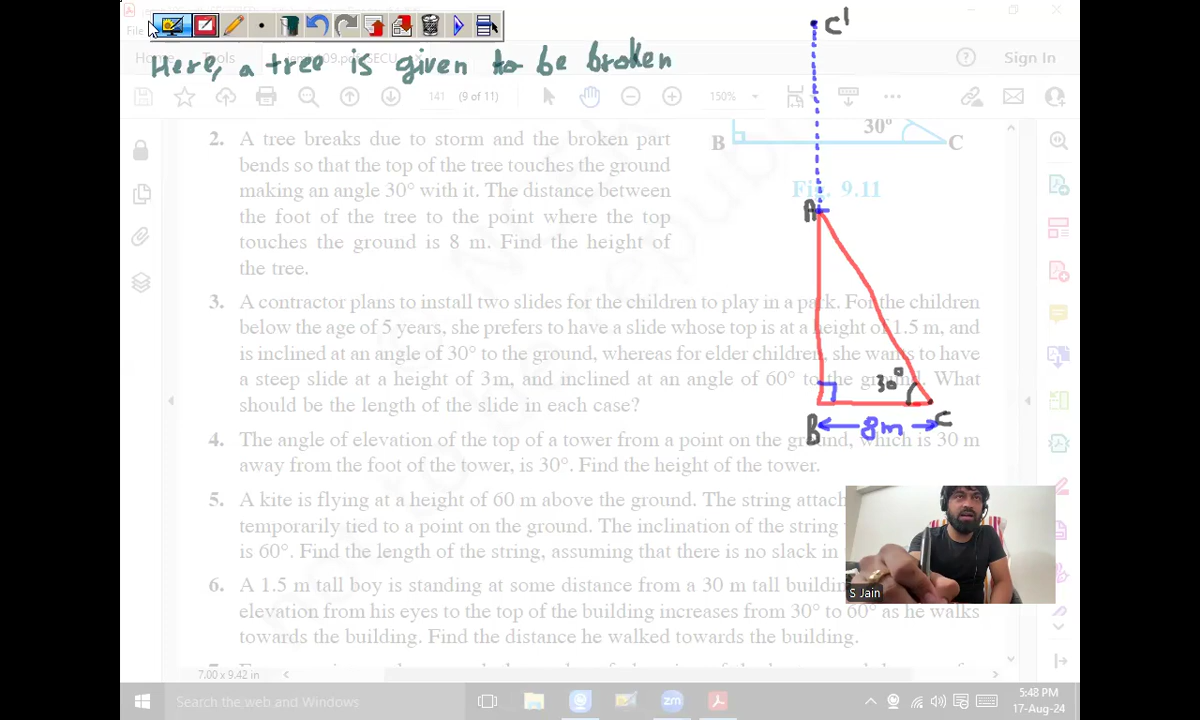 C'
File
Here, a tree is given to be broken
Home
Sign In
141 (9 of 11)
150%
2. A tree breaks due to storm and the broken part
bends so that the top of the tree touches the ground
making an angle 30° with it. The distance between
the foot of the tree to the point where the top
touches the ground is 8 m. Find the height of
the tree.
B 30° C
Fig. 9.11
A
3. A contractor plans to install two slides for the children to play in a park. For the children
below the age of 5 years, she prefers to have a slide whose top is at a height of 1.5 m, and
is inclined at an angle of 30° to the ground, whereas for elder children, she wants to have
a steep slide at a height of 3m, and inclined at an angle of 60° to the ground. What
should be the length of the slide in each case?
30°
B 8m C
4. The angle of elevation of the top of a tower from a point on the ground, which is 30 m
away from the foot of the tower, is 30°. Find the height of the tower.
5. A kite is flying at a height of 60 m above the ground. The string attach
temporarily tied to a point on the ground. The inclination of the string
is 60°. Find the length of the string, assuming that there is no slack in
6. A 1.5 m tall boy is standing at some distance from a 30 m tall buildin
elevation from his eyes to the top of the building increases from 30° to 60° as he walks
towards the building. Find the distance he walked towards the building.
S Jain
7.00 x 9.42 in
Search the web and Windows
zm
5:48 PM
17-Aug-24